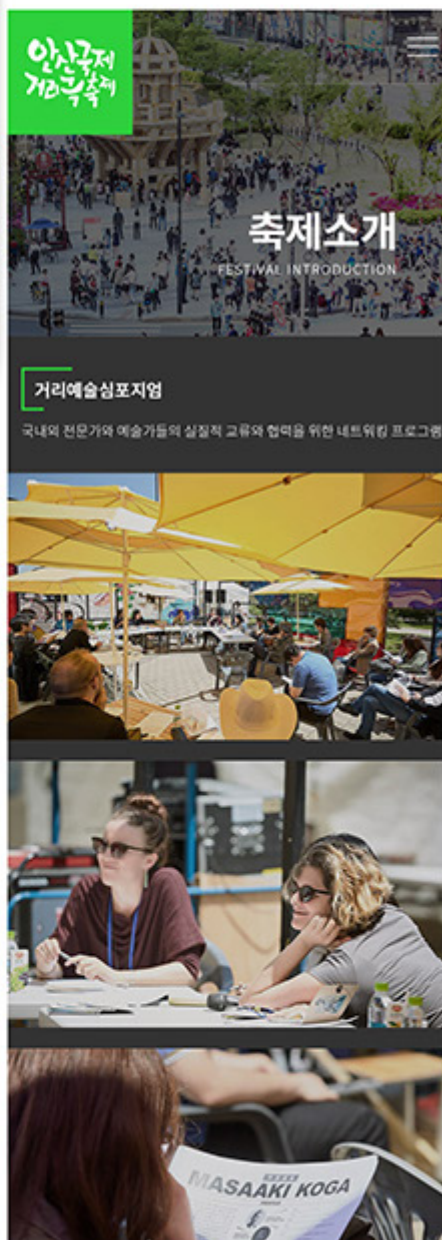 안산국제
거리극축제
축제소개
FESTIVAL INTRODUCTION
거리예술심포지엄
국내외 전문가와 예술가들의 실질적 교류와 협력을 위한 네트워킹 프로그램
MASAAKI KOGA